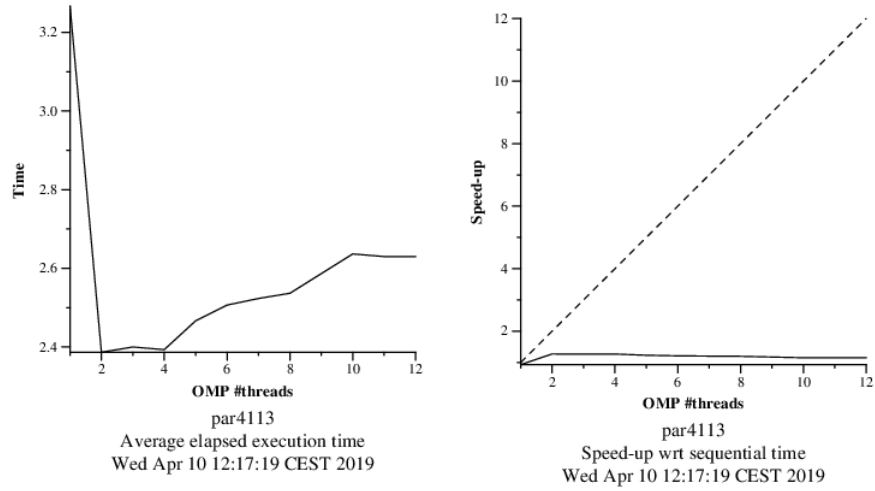 3.2
3.0
2.8
2.6
2.4
Time
2 4 6 8 10 12
OMP #threads
par4113
Average elapsed execution time
Wed Apr 10 12:17:19 CEST 2019
12
10
8
6
4
2
Speed-up
2 4 6 8 10 12
OMP #threads
par4113
Speed-up wrt sequential time
Wed Apr 10 12:17:19 CEST 2019